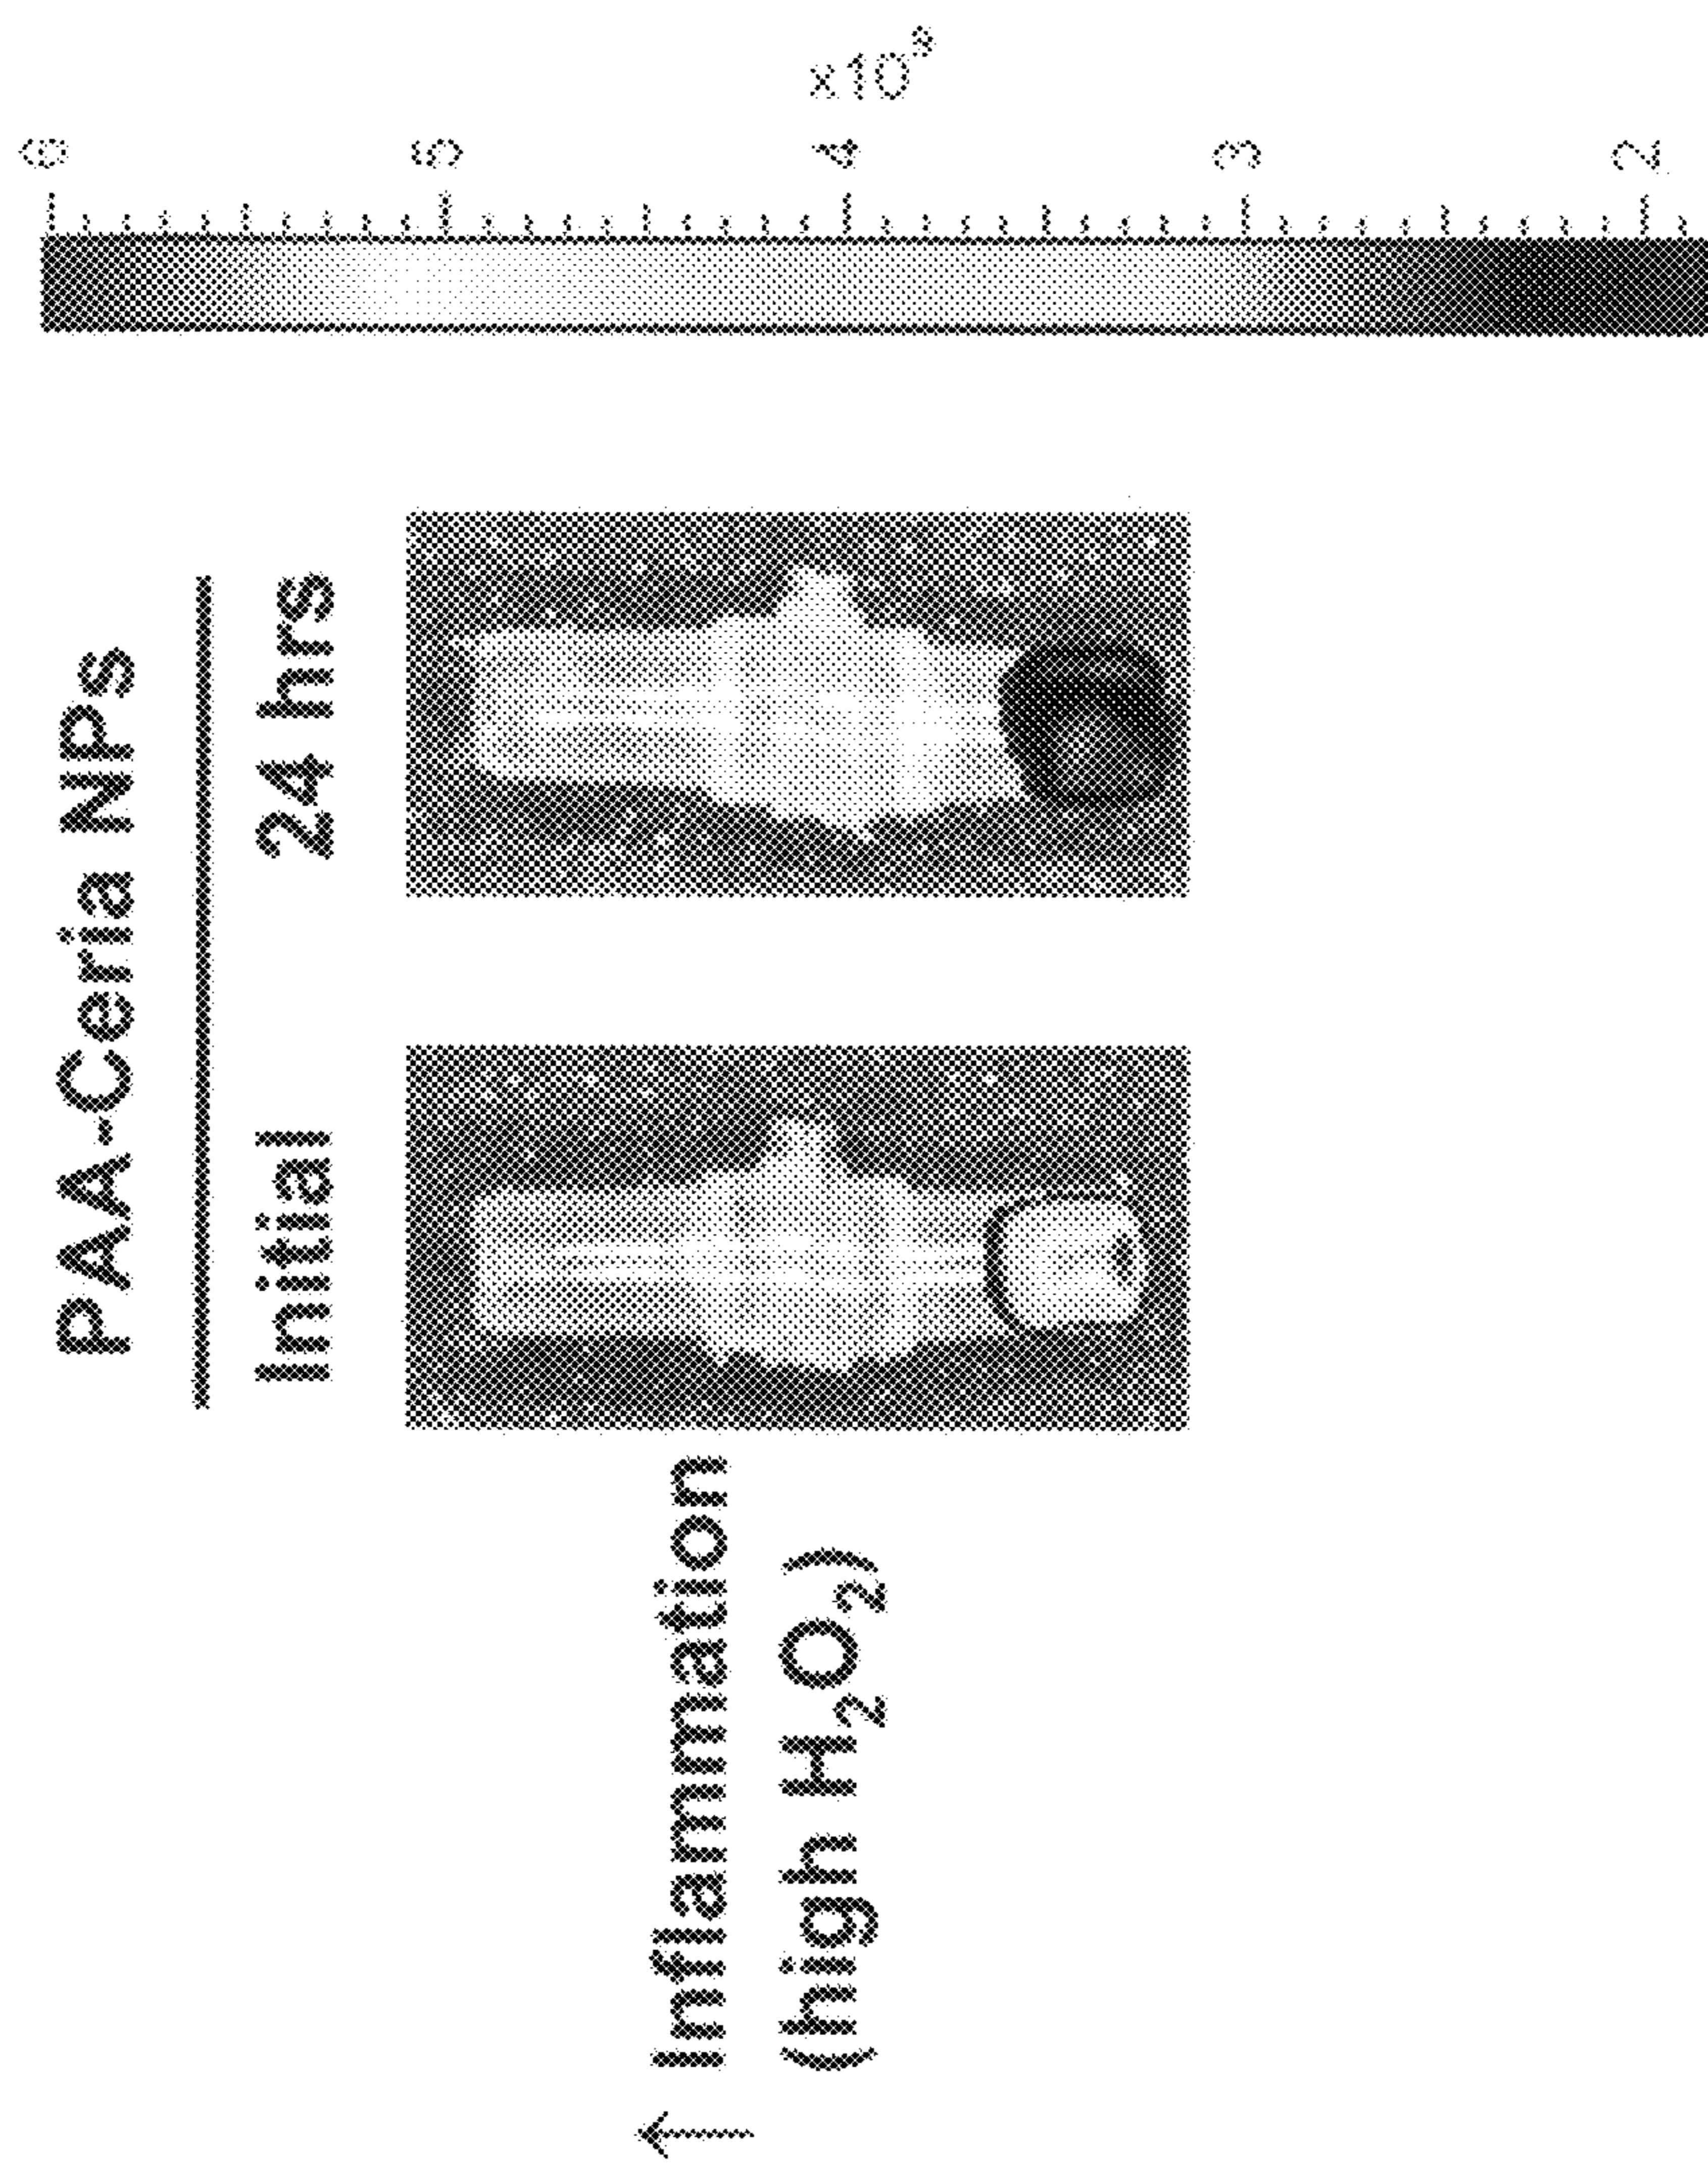 PAA-Ceria NPs
Initial 24 hrs
↑ Inflammation
(high H₂O₂)
6
5
4
3
2
x10⁹